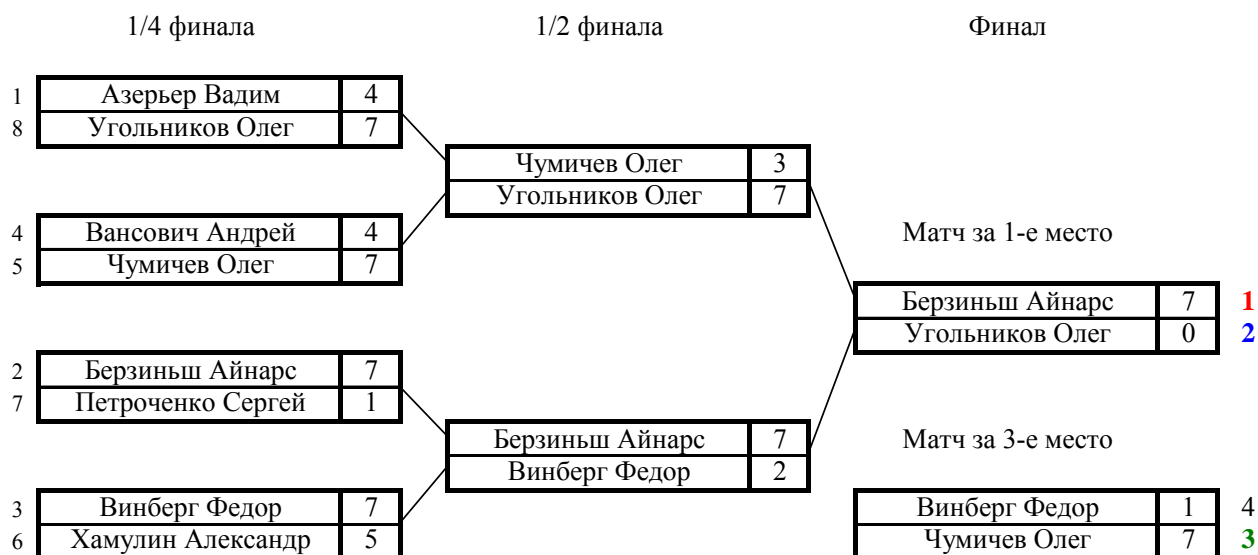 1/4 финала 1/2 финала Финал
1 Азерьер Вадим 4
8 Угольников Олег 7
Чумичев Олег 3
Угольников Олег 7
4 Вансович Андрей 4 Матч за 1-е место
5 Чумичев Олег 7
Берзиньш Айнарс 7 1
Угольников Олег 0 2
2 Берзиньш Айнарс 7
7 Петроченко Сергей 1
Берзиньш Айнарс 7 Матч за 3-е место
Винберг Федор 2
3 Винберг Федор 7 Винберг Федор 1 4
6 Хамулин Александр 5 Чумичев Олег 7 3